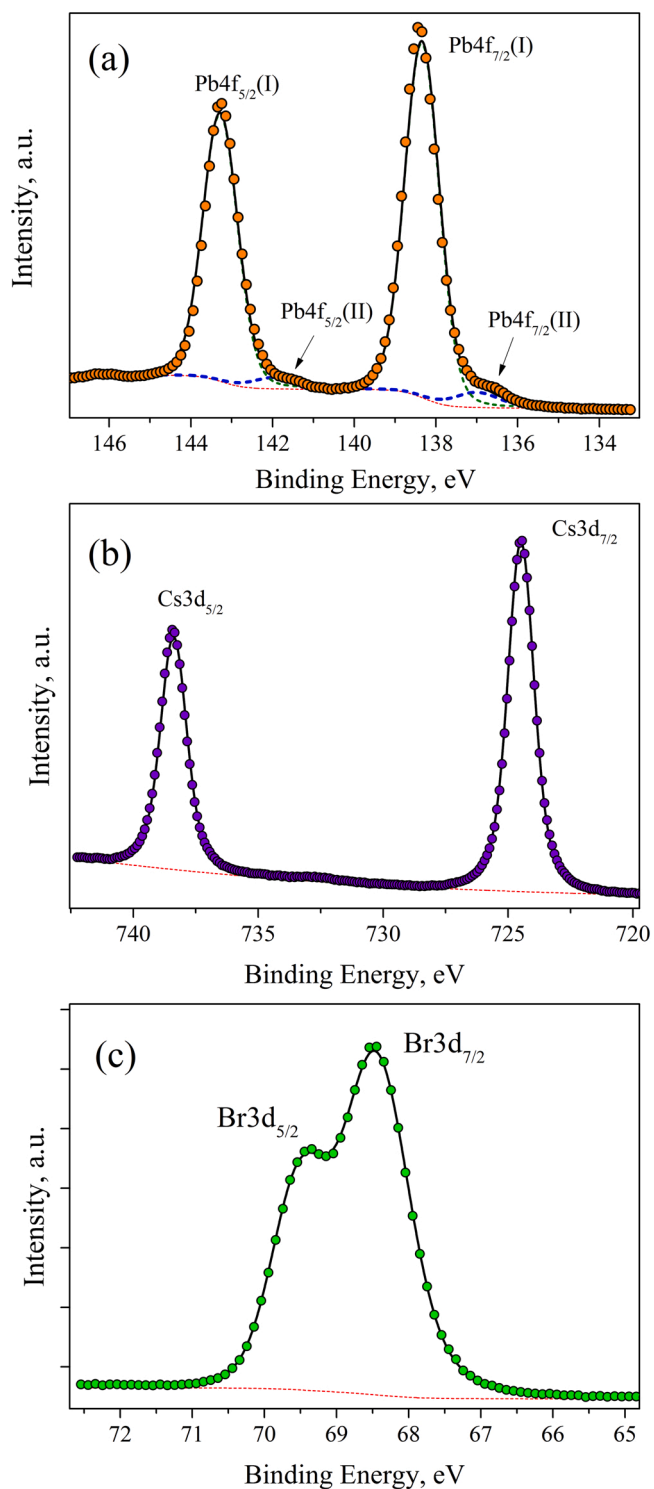 (a)
Pb4f7/2(I)
Pb4f5/2(I)
Pb4f5/2(II)
Pb4f7/2(II)
Intensity, a.u.
146 144 142 140 138 136 134
Binding Energy, eV
(b)
Cs3d7/2
Cs3d5/2
Intensity, a.u.
740 735 730 725 720
Binding Energy, eV
(c)
Br3d7/2
Br3d5/2
Intensity, a.u.
72 71 70 69 68 67 66 65
Binding Energy, eV